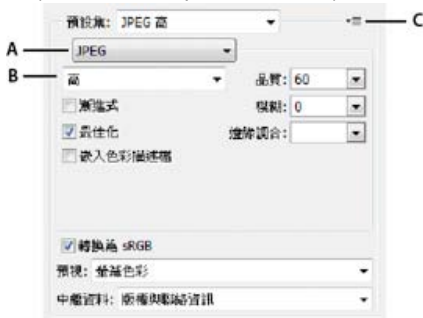 預設集: JPEG 高
C
A
JPEG
B
高
品質: 60
漸進式
模糊: 0
最佳化
邊緣調合:
嵌入色彩描述檔
轉換為 sRGB
預視: 螢幕色彩
中繼資料: 版權與聯絡資訊